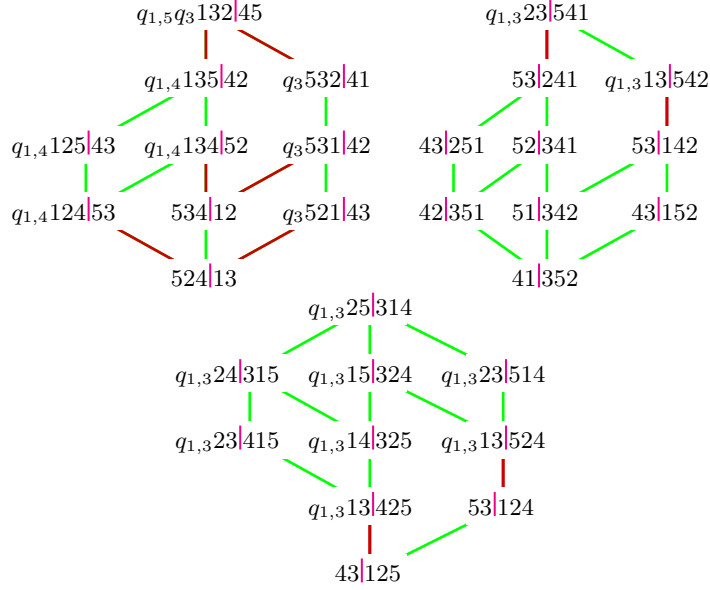 q₁,₅q₃132|45 q₁,₃23|541
q₁,₄135|42 q₃532|41 53|241 q₁,₃13|542
q₁,₄125|43 q₁,₄134|52 q₃531|42 43|251 52|341 53|142
q₁,₄124|53 534|12 q₃521|43 42|351 51|342 43|152
524|13 41|352
q₁,₃25|314
q₁,₃24|315 q₁,₃15|324 q₁,₃23|514
q₁,₃23|415 q₁,₃14|325 q₁,₃13|524
q₁,₃13|425 53|124
43|125